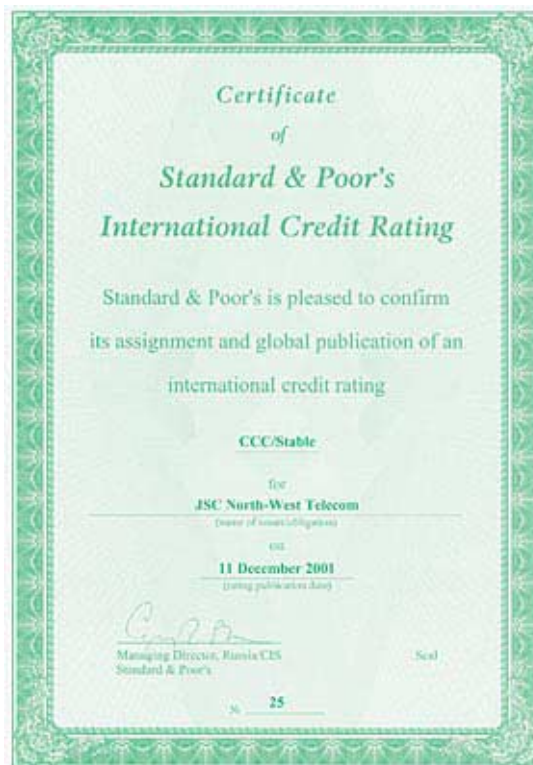 Certificate
of
Standard & Poor's
International Credit Rating
Standard & Poor's is pleased to confirm
its assignment and global publication of an
international credit rating
CCC/Stable
for
JSC North-West Telecom
(name of issuer/obligation)
on
11 December 2001
(rating publication date)
Managing Director, Russia/CIS Seal
Standard & Poor's
№ 25